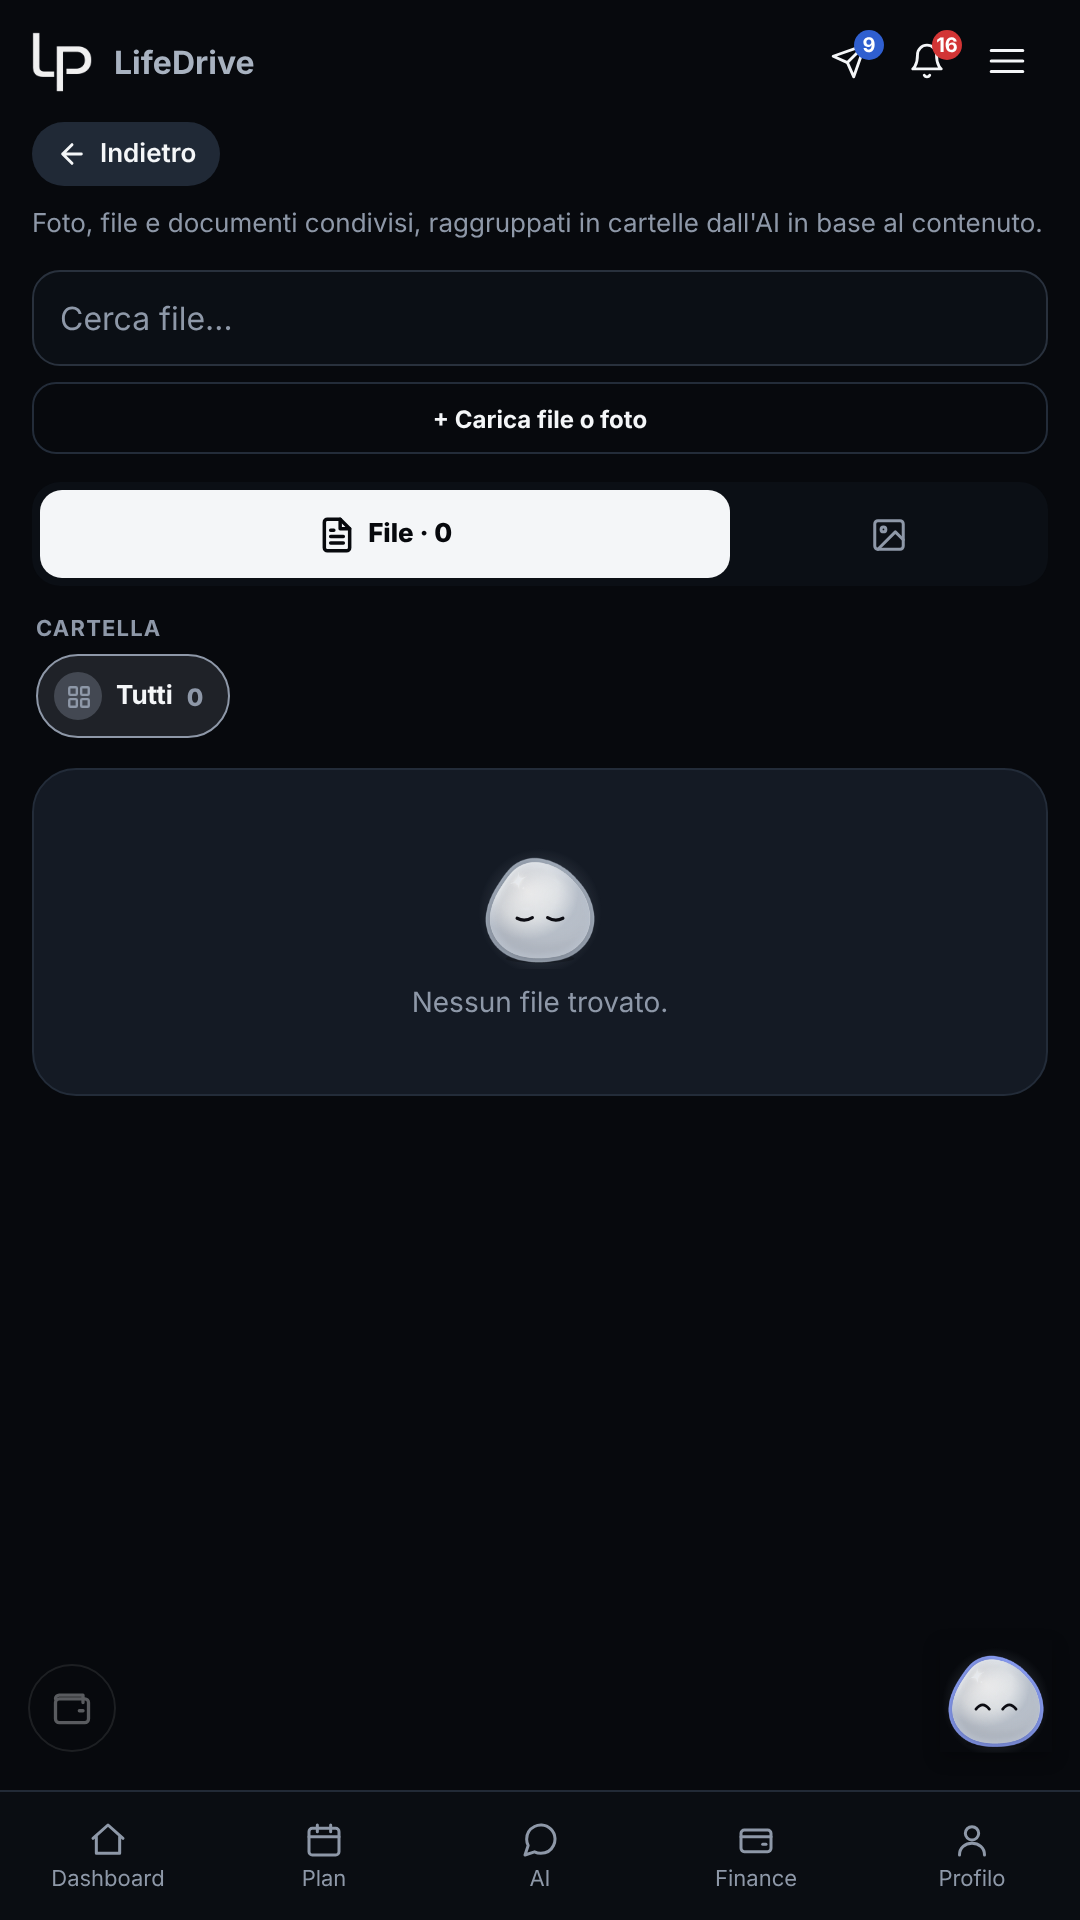 LP LifeDrive 9 16
Indietro
Foto, file e documenti condivisi, raggruppati in cartelle dall'AI in base al contenuto.
Cerca file...
+ Carica file o foto
File · 0
CARTELLA
Tutti 0
Nessun file trovato.
Dashboard Plan AI Finance Profilo